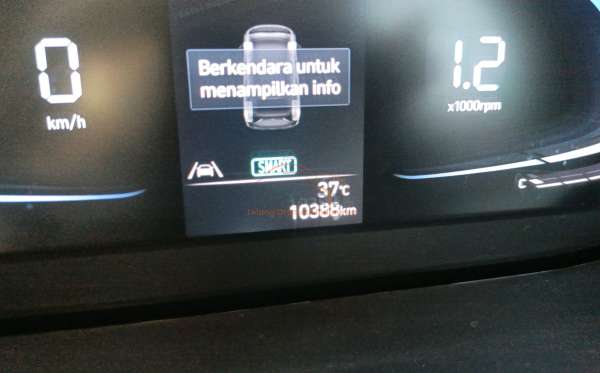 0
km/h
Berkendara untuk
menampilkan info
1.2
x1000rpm
SMART
37°C
10388km
C